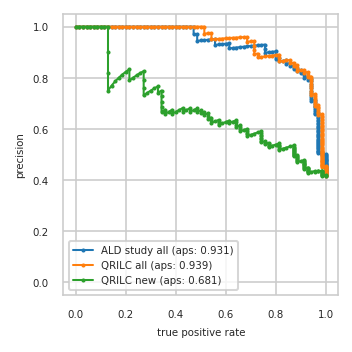 1.0
0.8
0.6
0.4
0.2
0.0
precision
ALD study all (aps: 0.931)
QRILC all (aps: 0.939)
QRILC new (aps: 0.681)
0.0 0.2 0.4 0.6 0.8 1.0
true positive rate